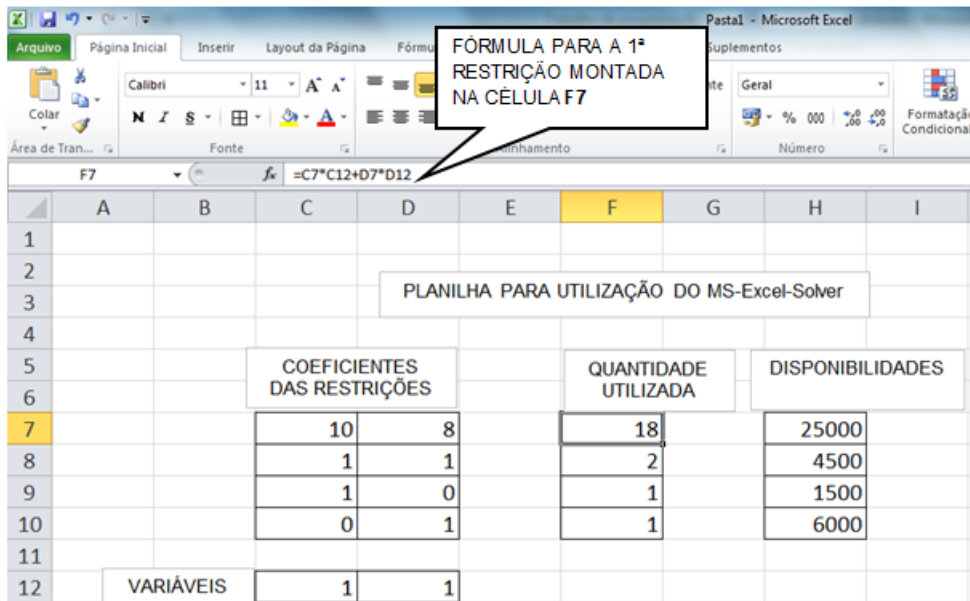 Pasta1 - Microsoft Excel
Arquivo Página Inicial Inserir Layout da Página Fórmu Suplementos
FÓRMULA PARA A 1ª
RESTRIÇÃO MONTADA
NA CÉLULA F7
Colar
Calibri 11
N I S
Geral
% 000
Formatação
Condicional
Área de Tran... Fonte Número
F7 fx =C7*C12+D7*D12
A B C D E F G H I
1
2
PLANILHA PARA UTILIZAÇÃO DO MS-Excel-Solver
3
4
5
COEFICIENTES
DAS RESTRIÇÕES
QUANTIDADE
UTILIZADA
DISPONIBILIDADES
6
7 10 8 18 25000
8 1 1 2 4500
9 1 0 1 1500
10 0 1 1 6000
11
12 VARIÁVEIS 1 1